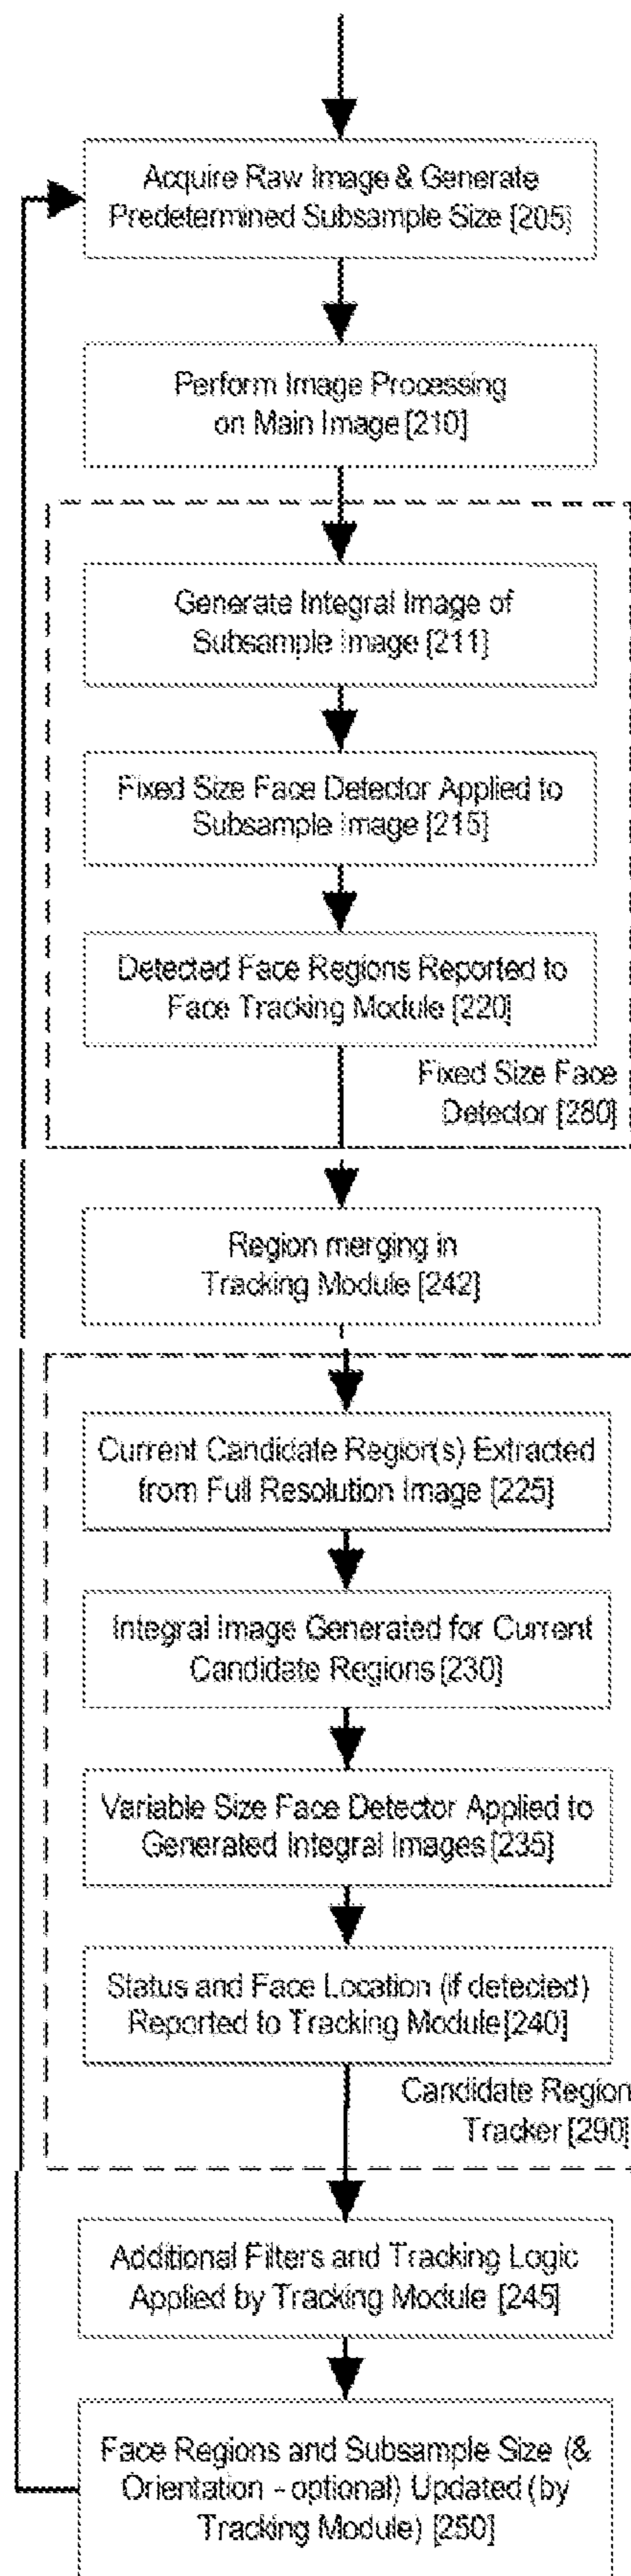 Acquire Raw Image & Generate
Predetermined Subsample Size [205]
Perform Image Processing
on Main Image [210]
Generate Integral Image of
Subsample Image [211]
Fixed Size Face Detector Applied to
Subsample Image [215]
Detected Face Regions Reported to
Face Tracking Module [220]
Fixed Size Face
Detector [280]
Region merging in
Tracking Module [242]
Current Candidate Region(s) Extracted
from Full Resolution Image [225]
Integral Image Generated for Current
Candidate Regions [230]
Variable Size Face Detector Applied to
Generated Integral Images [235]
Status and Face Location (if detected)
Reported to Tracking Module [240]
Candidate Region
Tracker [290]
Additional Filters and Tracking Logic
Applied by Tracking Module [245]
Face Regions and Subsample Size (&
Orientation - optional) Updated (by
Tracking Module) [250]